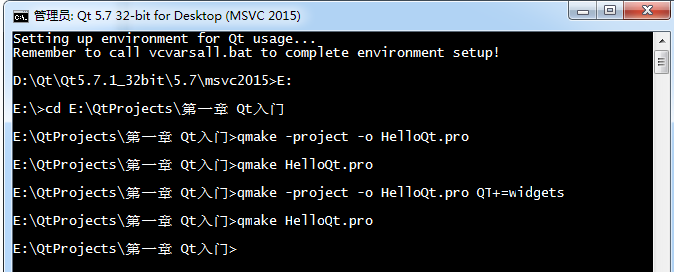 管理员: Qt 5.7 32-bit for Desktop (MSVC 2015)
Setting up environment for Qt usage...
Remember to call vcvarsall.bat to complete environment setup!
D:\Qt\Qt5.7.1_32bit\5.7\msvc2015>E:
E:\>cd E:\QtProjects\第一章 Qt入门
E:\QtProjects\第一章 Qt入门>qmake -project -o HelloQt.pro
E:\QtProjects\第一章 Qt入门>qmake HelloQt.pro
E:\QtProjects\第一章 Qt入门>qmake -project -o HelloQt.pro QT+=widgets
E:\QtProjects\第一章 Qt入门>qmake HelloQt.pro
E:\QtProjects\第一章 Qt入门>